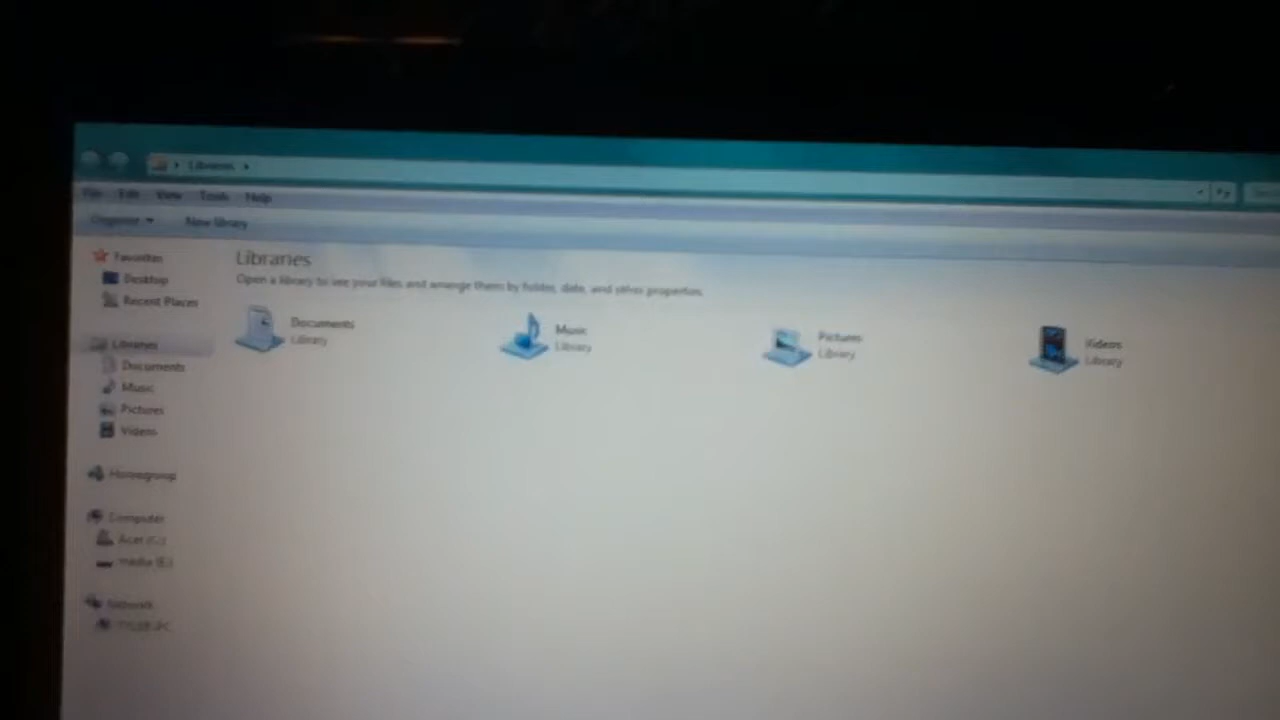 Libraries
File Edit View Tools Help
Organize New library
Favorites
Desktop
Recent Places
Libraries
Documents
Music
Pictures
Videos
Homegroup
Computer
Acer (C:)
media (E:)
Network
TYLER-PC
Libraries
Open a library to see your files and arrange them by folder, date, and other properties.
Documents
Library
Music
Library
Pictures
Library
Videos
Library